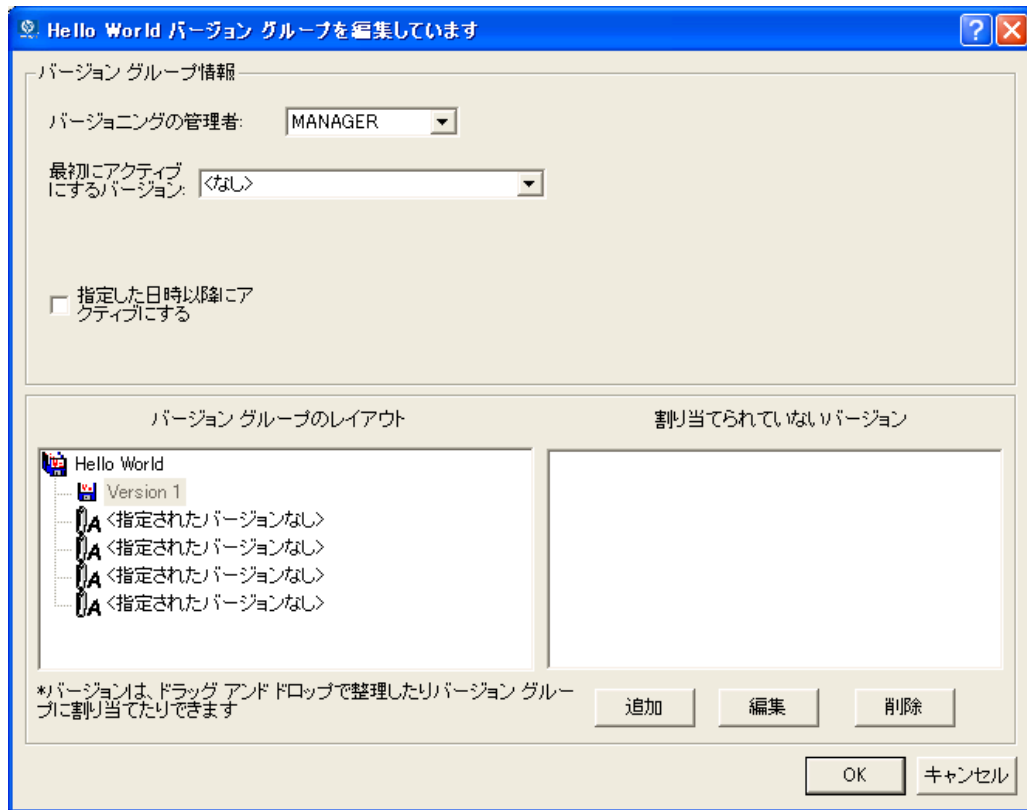 Hello World バージョン グループを編集しています
バージョン グループ情報
バージョニングの管理者:
MANAGER
最初にアクティブ
にするバージョン:
<なし>
指定した日時以降にア
クティブにする
バージョン グループのレイアウト
割り当てられていないバージョン
Hello World
Version 1
<指定されたバージョンなし>
<指定されたバージョンなし>
<指定されたバージョンなし>
<指定されたバージョンなし>
*バージョンは、ドラッグ アンド ドロップで整理したりバージョン グルー
プに割り当てたりできます
追加
編集
削除
OK
キャンセル